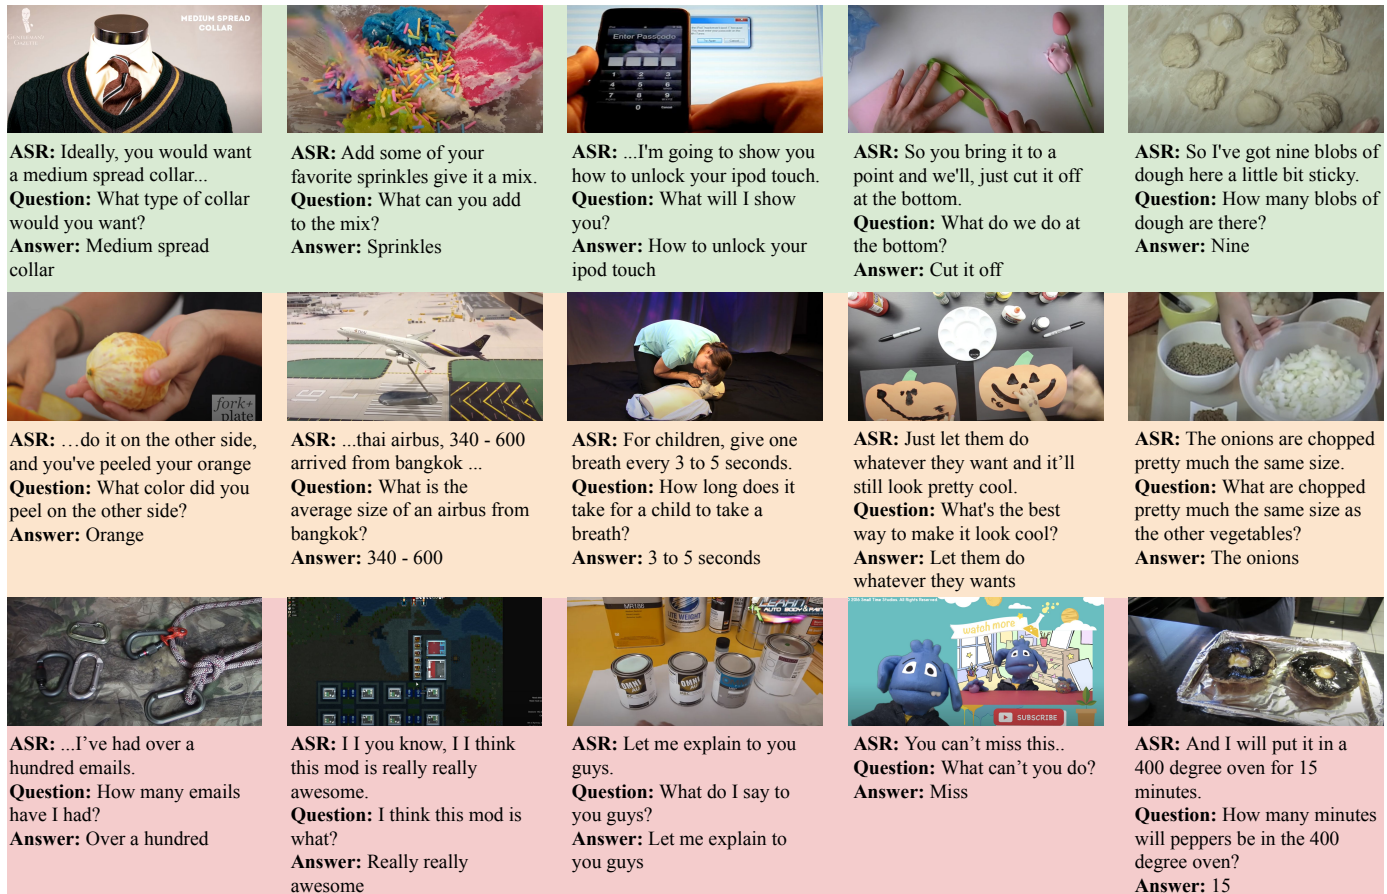 MEDIUM SPREAD
COLLAR
ASR: Ideally, you would want
a medium spread collar...
Question: What type of collar
would you want?
Answer: Medium spread
collar
Enter Passcode
ASR: Add some of your
favorite sprinkles give it a mix.
Question: What can you add
to the mix?
Answer: Sprinkles
ASR: ...I'm going to show you
how to unlock your ipod touch.
Question: What will I show
you?
Answer: How to unlock your
ipod touch
ASR: So you bring it to a
point and we'll, just cut it off
at the bottom.
Question: What do we do at
the bottom?
Answer: Cut it off
ASR: So I've got nine blobs of
dough here a little bit sticky.
Question: How many blobs of
dough are there?
Answer: Nine
fork+
plate
ASR: …do it on the other side,
and you've peeled your orange
Question: What color did you
peel on the other side?
Answer: Orange
ASR: ...thai airbus, 340 - 600
arrived from bangkok ...
Question: What is the
average size of an airbus from
bangkok?
Answer: 340 - 600
ASR: For children, give one
breath every 3 to 5 seconds.
Question: How long does it
take for a child to take a
breath?
Answer: 3 to 5 seconds
ASR: Just let them do
whatever they want and it'll
still look pretty cool.
Question: What's the best
way to make it look cool?
Answer: Let them do
whatever they wants
ASR: The onions are chopped
pretty much the same size.
Question: What are chopped
pretty much the same size as
the other vegetables?
Answer: The onions
ASR: ...I've had over a
hundred emails.
Question: How many emails
have I had?
Answer: Over a hundred
ASR: I I you know, I I think
this mod is really really
awesome.
Question: I think this mod is
what?
Answer: Really really
awesome
LEARN
AUTO BODY & PAINT
OMNI
OMNI
ASR: Let me explain to you
guys.
Question: What do I say to
you guys?
Answer: Let me explain to
you guys
watch more
SUBSCRIBE
ASR: You can't miss this..
Question: What can't you do?
Answer: Miss
ASR: And I will put it in a
400 degree oven for 15
minutes.
Question: How many minutes
will peppers be in the 400
degree oven?
Answer: 15